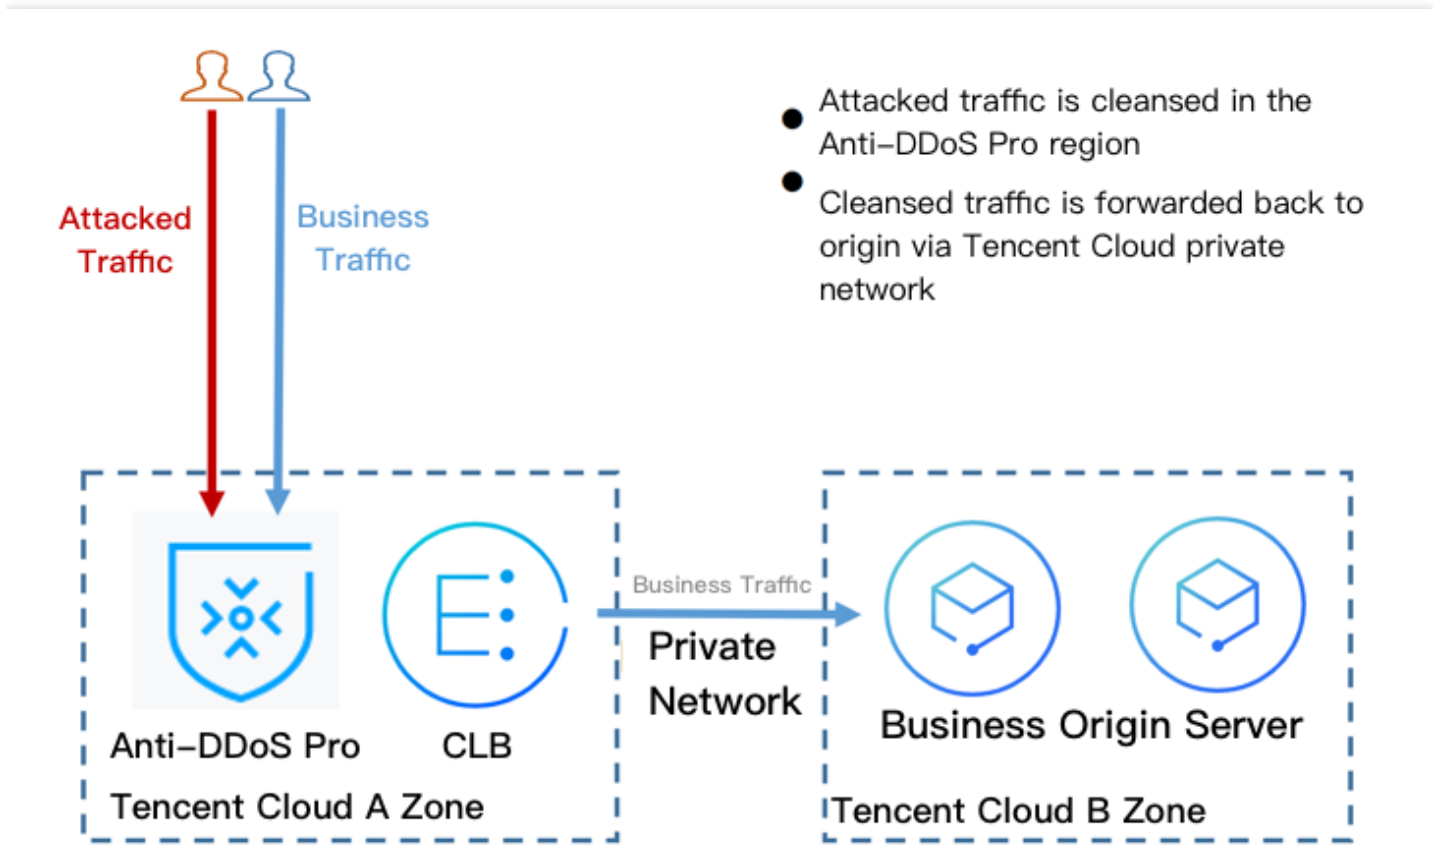 Attacked traffic is cleansed in the
Anti-DDoS Pro region
Cleansed traffic is forwarded back to
origin via Tencent Cloud private
network
Attacked
Traffic
Business
Traffic
Business Traffic
Private
Network
Anti-DDoS Pro
CLB
Tencent Cloud A Zone
Business Origin Server
Tencent Cloud B Zone